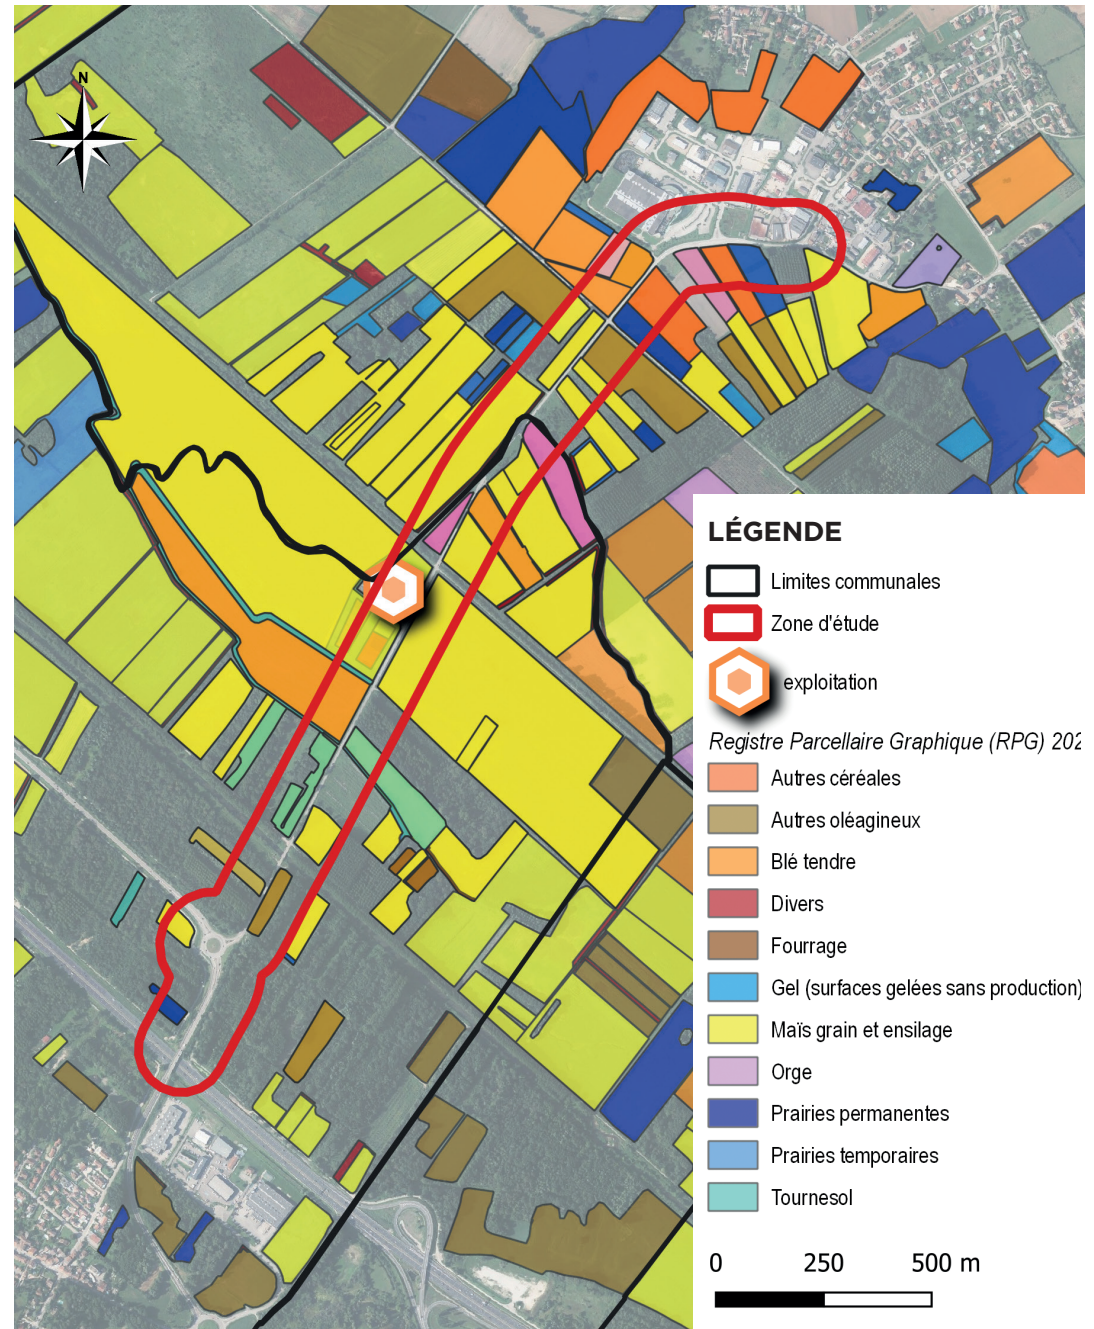 N
LÉGENDE
Limites communales
Zone d'étude
exploitation
Registre Parcellaire Graphique (RPG) 202
Autres céréales
Autres oléagineux
Blé tendre
Divers
Fourrage
Gel (surfaces gelées sans production)
Maïs grain et ensilage
Orge
Prairies permanentes
Prairies temporaires
Tournesol
0 250 500 m